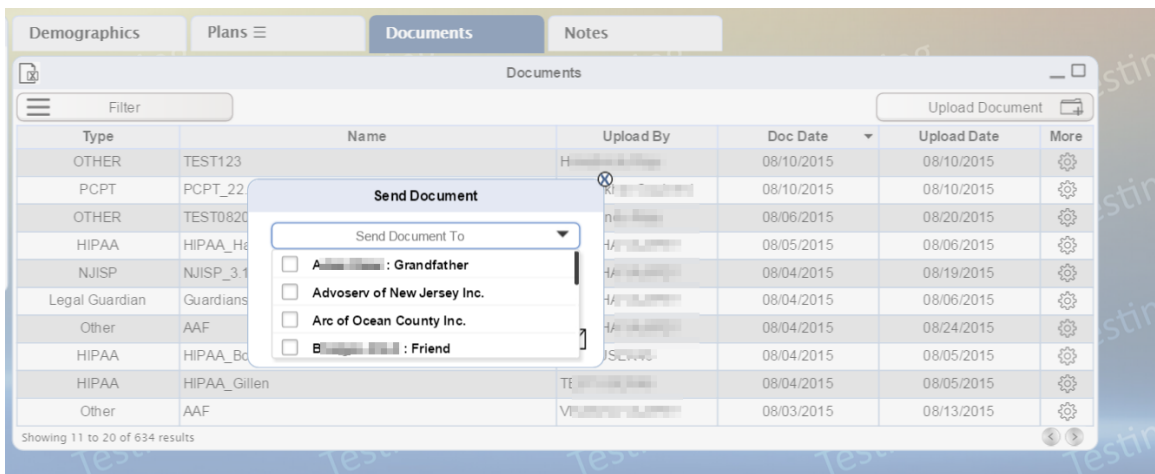 Demographics Plans Documents Notes
Documents
Filter Upload Document
Type Name Upload By Doc Date Upload Date More
OTHER TEST123 08/10/2015 08/10/2015
PCPT PCPT_22 08/10/2015 08/10/2015
Send Document
OTHER TEST0820 08/06/2015 08/20/2015
Send Document To
HIPAA HIPAA_Ha 08/05/2015 08/06/2015
: Grandfather
NJISP NJISP_3.1 08/04/2015 08/19/2015
Advoserv of New Jersey Inc.
Legal Guardian Guardians 08/04/2015 08/06/2015
Arc of Ocean County Inc.
Other AAF 08/04/2015 08/24/2015
: Friend
HIPAA HIPAA_Bo 08/04/2015 08/05/2015
HIPAA HIPAA_Gillen 08/04/2015 08/05/2015
Other AAF 08/03/2015 08/13/2015
Showing 11 to 20 of 634 results